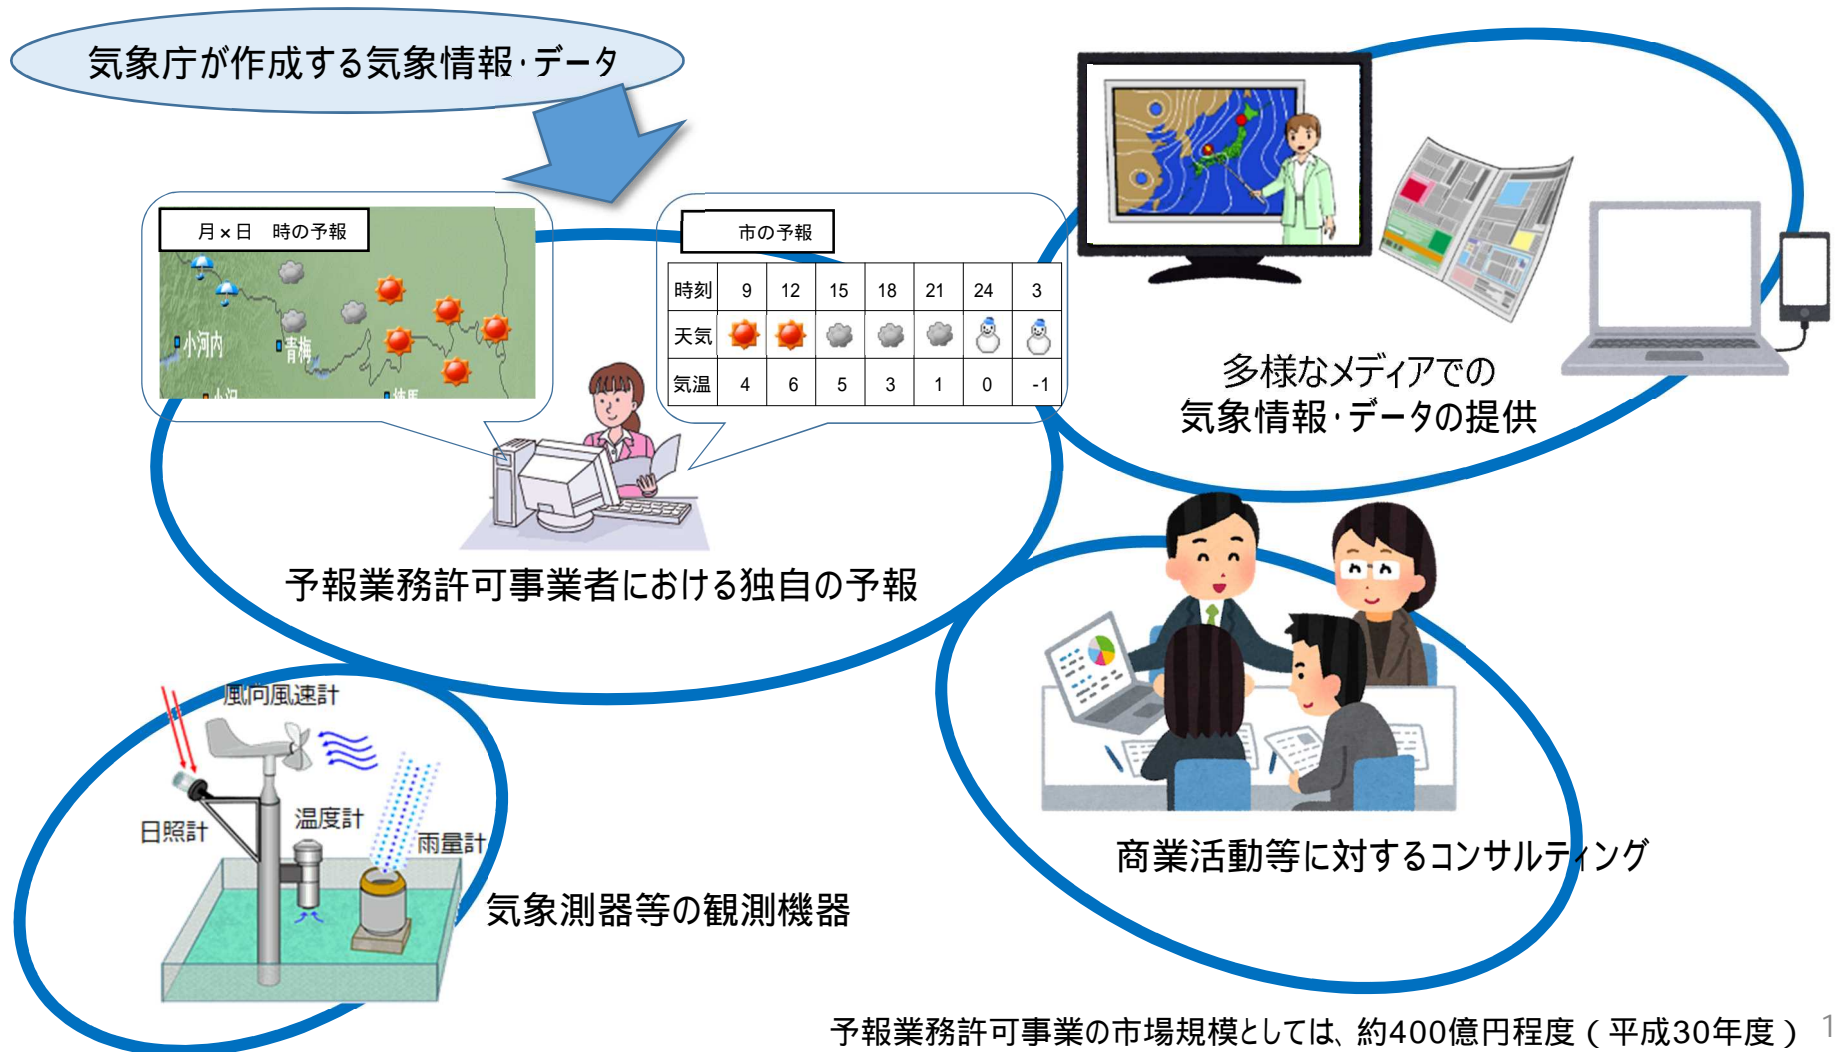 気象庁が作成する気象情報･データ
月×日　時の予報
小河内
青梅
市の予報
時刻 9 12 15 18 21 24 3
天気
気温 4 6 5 3 1 0 -1
多様なメディアでの
気象情報･データの提供
予報業務許可事業者における独自の予報
風向風速計
日照計
温度計
雨量計
気象測器等の観測機器
商業活動等に対するコンサルティング
予報業務許可事業の市場規模としては、約400億円程度(平成30年度)
1